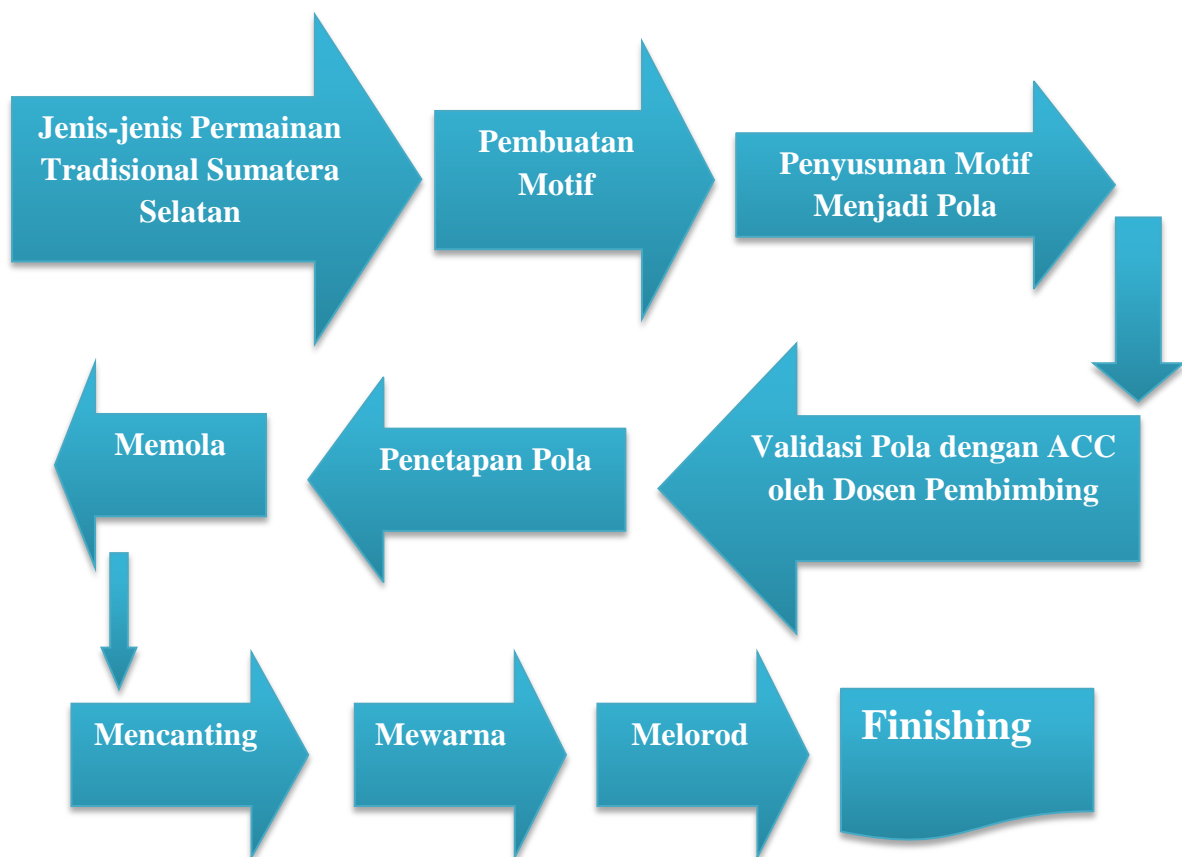 Jenis-jenis Permainan
Tradisional Sumatera
Selatan
Pembuatan
Motif
Penyusunan Motif
Menjadi Pola
Validasi Pola dengan ACC
oleh Dosen Pembimbing
Penetapan Pola
Memola
Mencanting
Mewarna
Melorod
Finishing